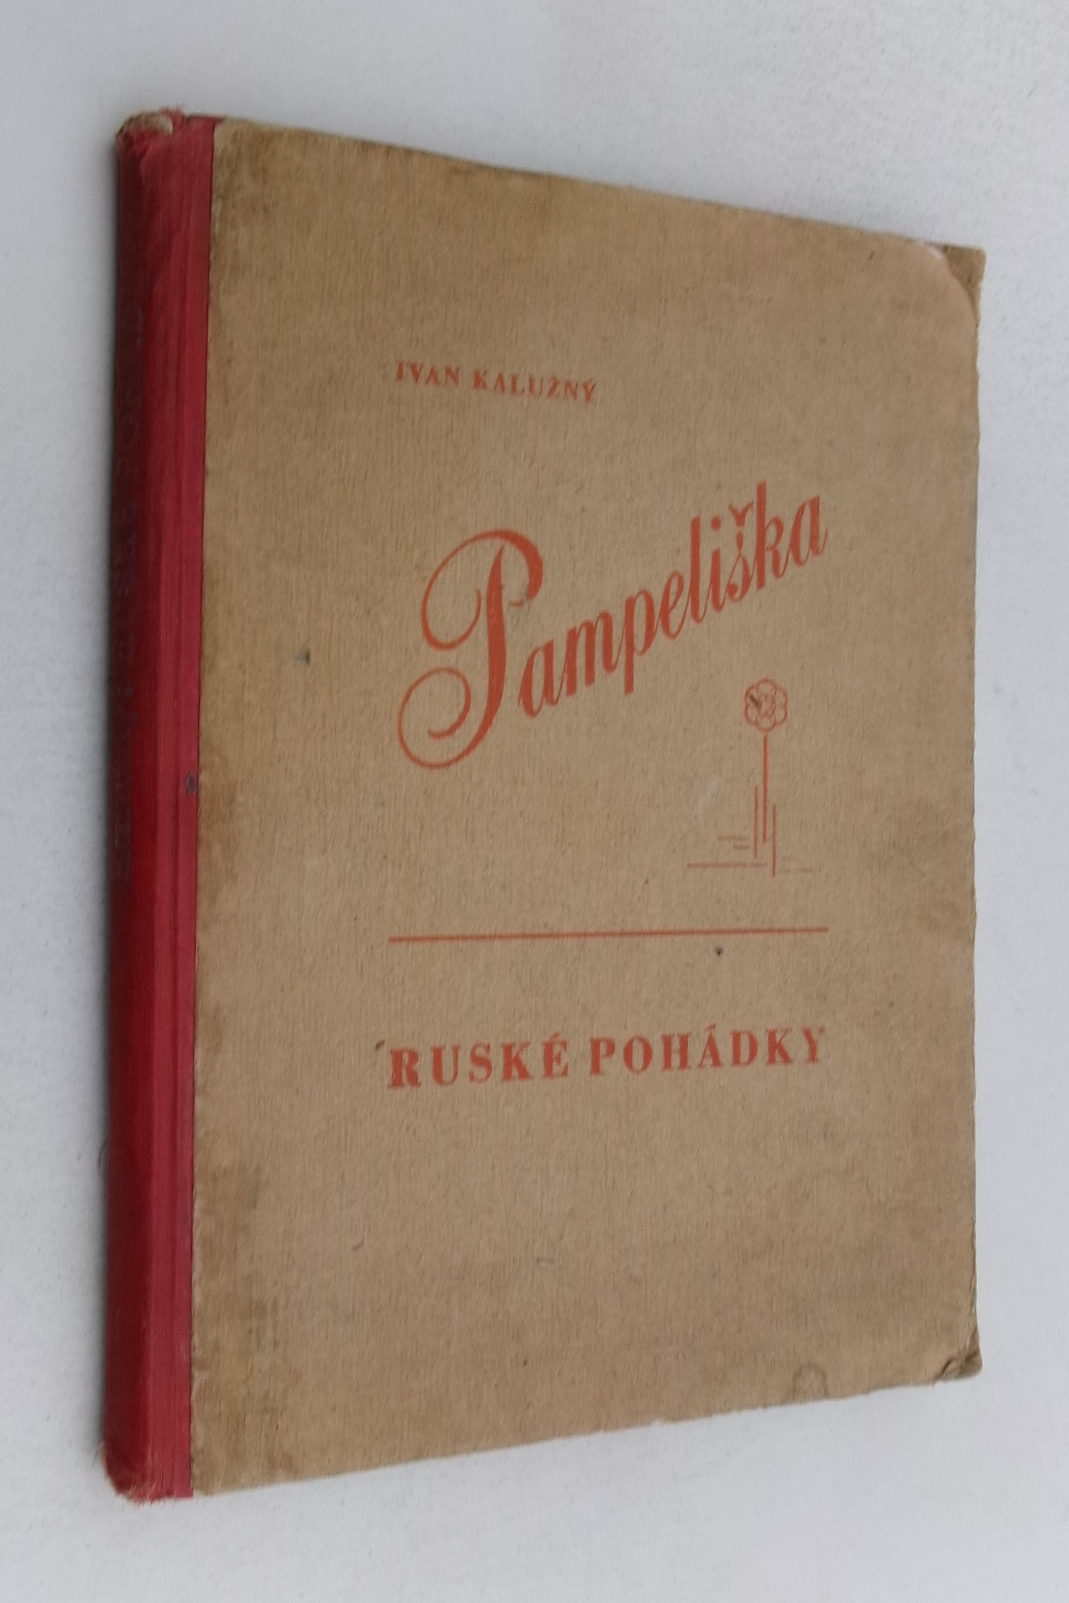 IVAN KALUŽNÝ
Pampeliška
RUSKÉ POHÁDKY